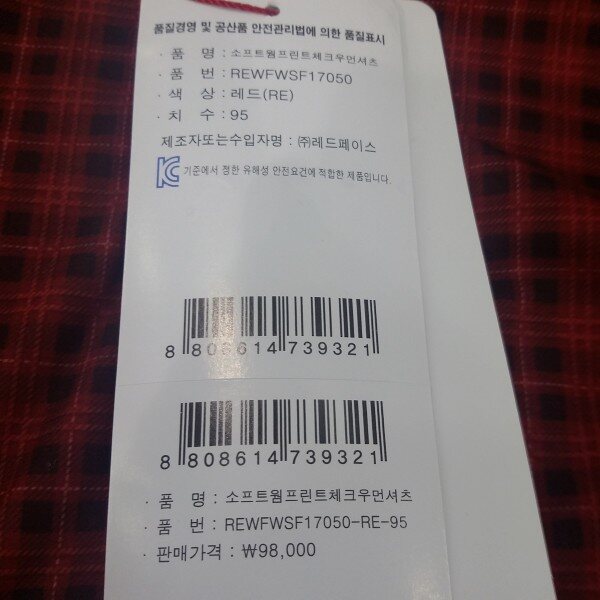 품질경영 및 공산품 안전관리법에 의한 품질표시
· 품 명 : 소프트웜프린트체크우먼셔츠
· 품 번 : REWFWSF17050
· 색 상 : 레드(RE)
· 치 수 : 95
제조자또는수입자명 : ㈜레드페이스
KC 기준에서 정한 유해성 안전요건에 적합한 제품입니다.
8 808614 739321
8 808614 739321
· 품 명 : 소프트웜프린트체크우먼셔츠
· 품 번 : REWFWSF17050-RE-95
· 판매가격 : ₩98,000